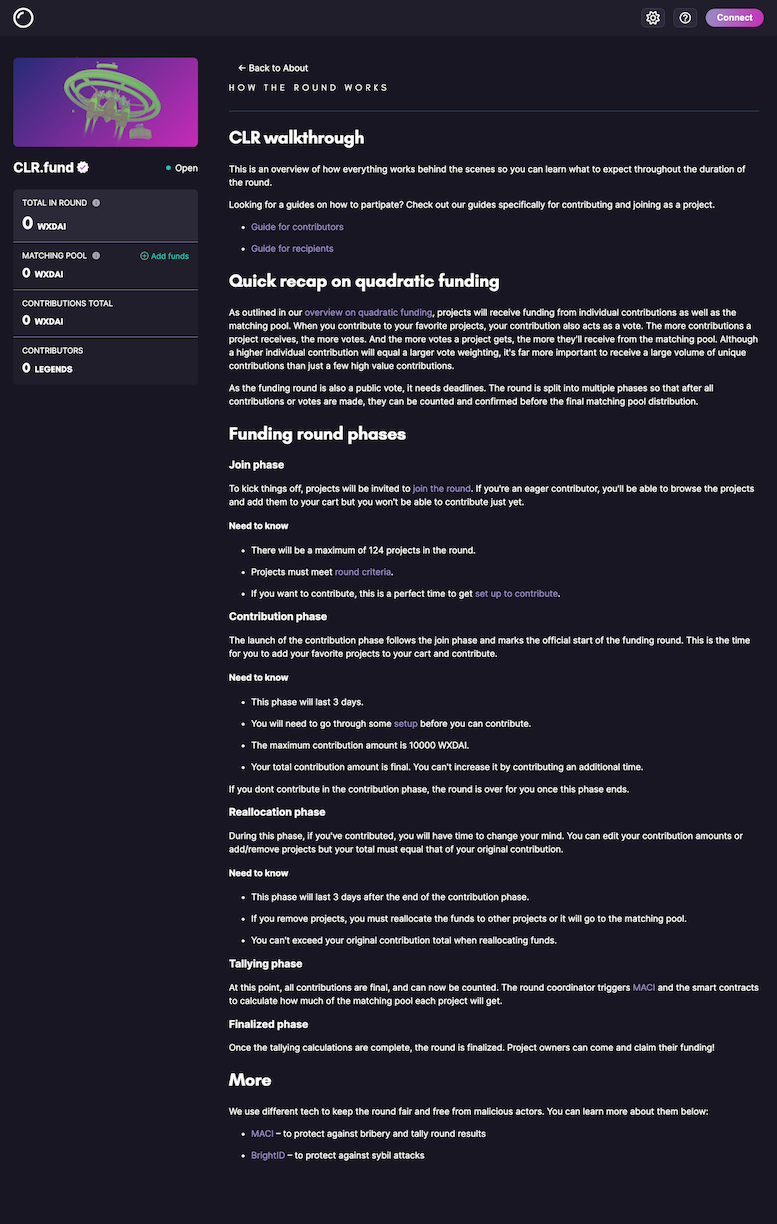 Connect
CLR.fund
Open
TOTAL IN ROUND
0 WXDAI
MATCHING POOL
Add funds
0 WXDAI
CONTRIBUTIONS TOTAL
0 WXDAI
CONTRIBUTORS
0 LEGENDS
← Back to About
HOW THE ROUND WORKS
CLR walkthrough
This is an overview of how everything works behind the scenes so you can learn what to expect throughout the duration of
the round.
Looking for a guides on how to partipate? Check out our guides specifically for contributing and joining as a project.
• Guide for contributors
• Guide for recipients
Quick recap on quadratic funding
As outlined in our overview on quadratic funding, projects will receive funding from individual contributions as well as the
matching pool. When you contribute to your favorite projects, your contribution also acts as a vote. The more contributions a
project receives, the more votes. And the more votes a project gets, the more they'll receive from the matching pool. Although
a higher individual contribution will equal a larger vote weighting, it's far more important to receive a large volume of unique
contributions than just a few high value contributions.
As the funding round is also a public vote, it needs deadlines. The round is split into multiple phases so that after all
contributions or votes are made, they can be counted and confirmed before the final matching pool distribution.
Funding round phases
Join phase
To kick things off, projects will be invited to join the round. If you're an eager contributor, you'll be able to browse the projects
and add them to your cart but you won't be able to contribute just yet.
Need to know
• There will be a maximum of 124 projects in the round.
• Projects must meet round criteria.
• If you want to contribute, this is a perfect time to get set up to contribute.
Contribution phase
The launch of the contribution phase follows the join phase and marks the official start of the funding round. This is the time
for you to add your favorite projects to your cart and contribute.
Need to know
• This phase will last 3 days.
• You will need to go through some setup before you can contribute.
• The maximum contribution amount is 10000 WXDAI.
• Your total contribution amount is final. You can't increase it by contributing an additional time.
If you dont contribute in the contribution phase, the round is over for you once this phase ends.
Reallocation phase
During this phase, if you've contributed, you will have time to change your mind. You can edit your contribution amounts or
add/remove projects but your total must equal that of your original contribution.
Need to know
• This phase will last 3 days after the end of the contribution phase.
• If you remove projects, you must reallocate the funds to other projects or it will go to the matching pool.
• You can't exceed your original contribution total when reallocating funds.
Tallying phase
At this point, all contributions are final, and can now be counted. The round coordinator triggers MACI and the smart contracts
to calculate how much of the matching pool each project will get.
Finalized phase
Once the tallying calculations are complete, the round is finalized. Project owners can come and claim their funding!
More
We use different tech to keep the round fair and free from malicious actors. You can learn more about them below:
• MACI – to protect against bribery and tally round results
• BrightID – to protect against sybil attacks